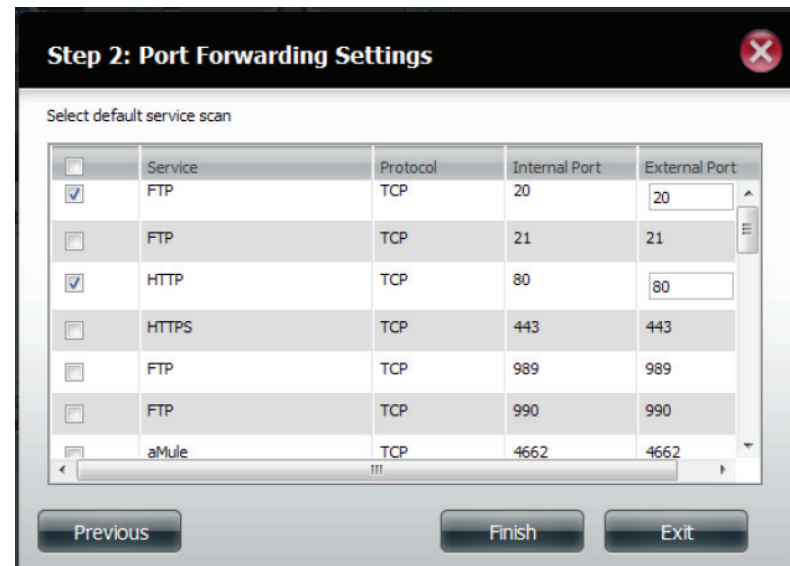 Step 2: Port Forwarding Settings
Select default service scan
Service Protocol Internal Port External Port
FTP TCP 20 20
FTP TCP 21 21
HTTP TCP 80 80
HTTPS TCP 443 443
FTP TCP 989 989
FTP TCP 990 990
aMule TCP 4662 4662
Previous Finish Exit